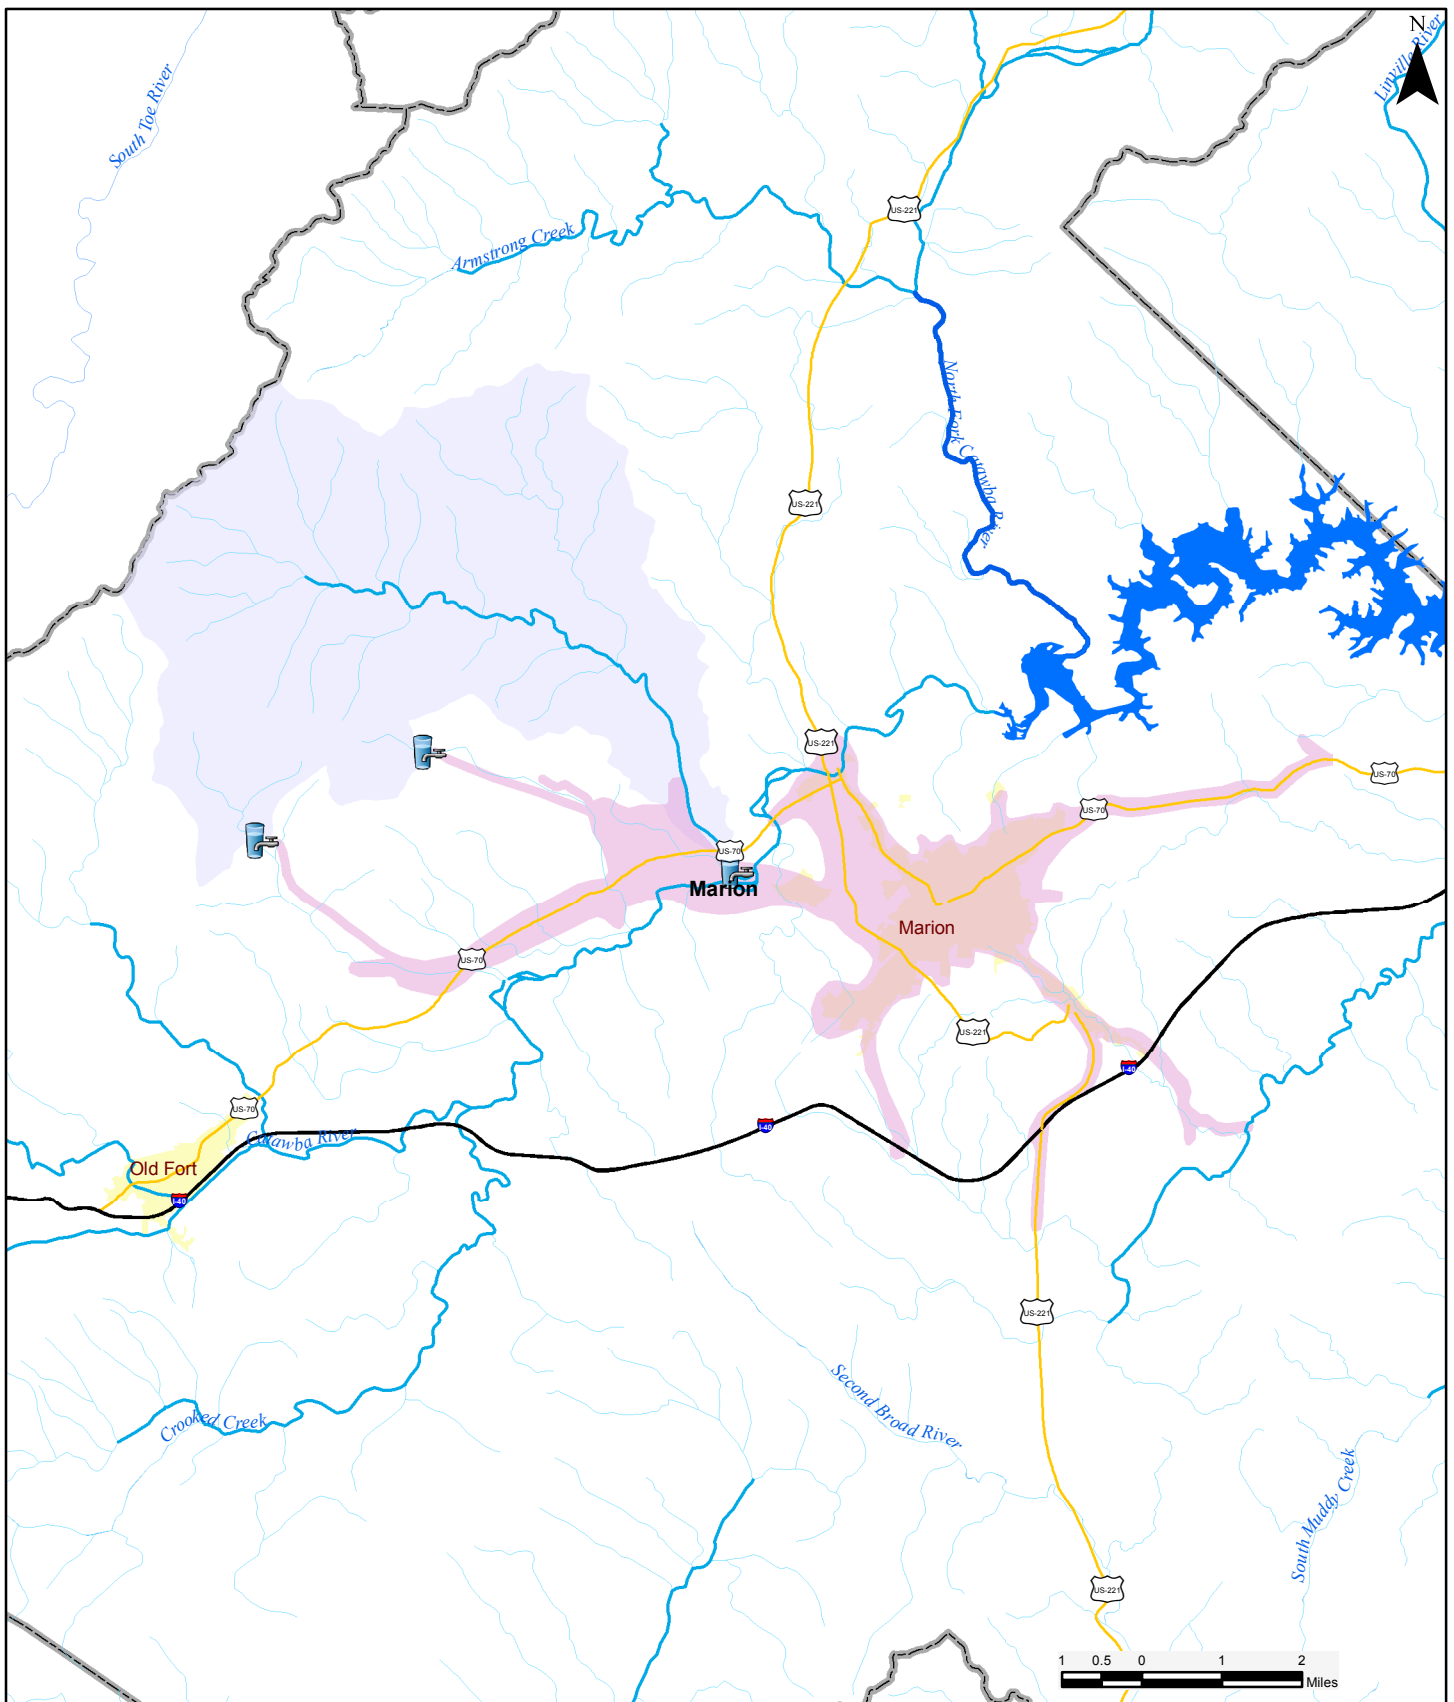 N
Linville River
South Toe River
US-221
Armstrong Creek
North Fork Catawba River
US-221
US-221
US-70
US-70
US-70
Marion
Marion
US-70
US-221
I-40
US-70
I-40
Catawba River
Old Fort
I-40
US-221
Second Broad River
Crooked Creek
South Muddy Creek
US-221
1 0.5 0 1 2
Miles